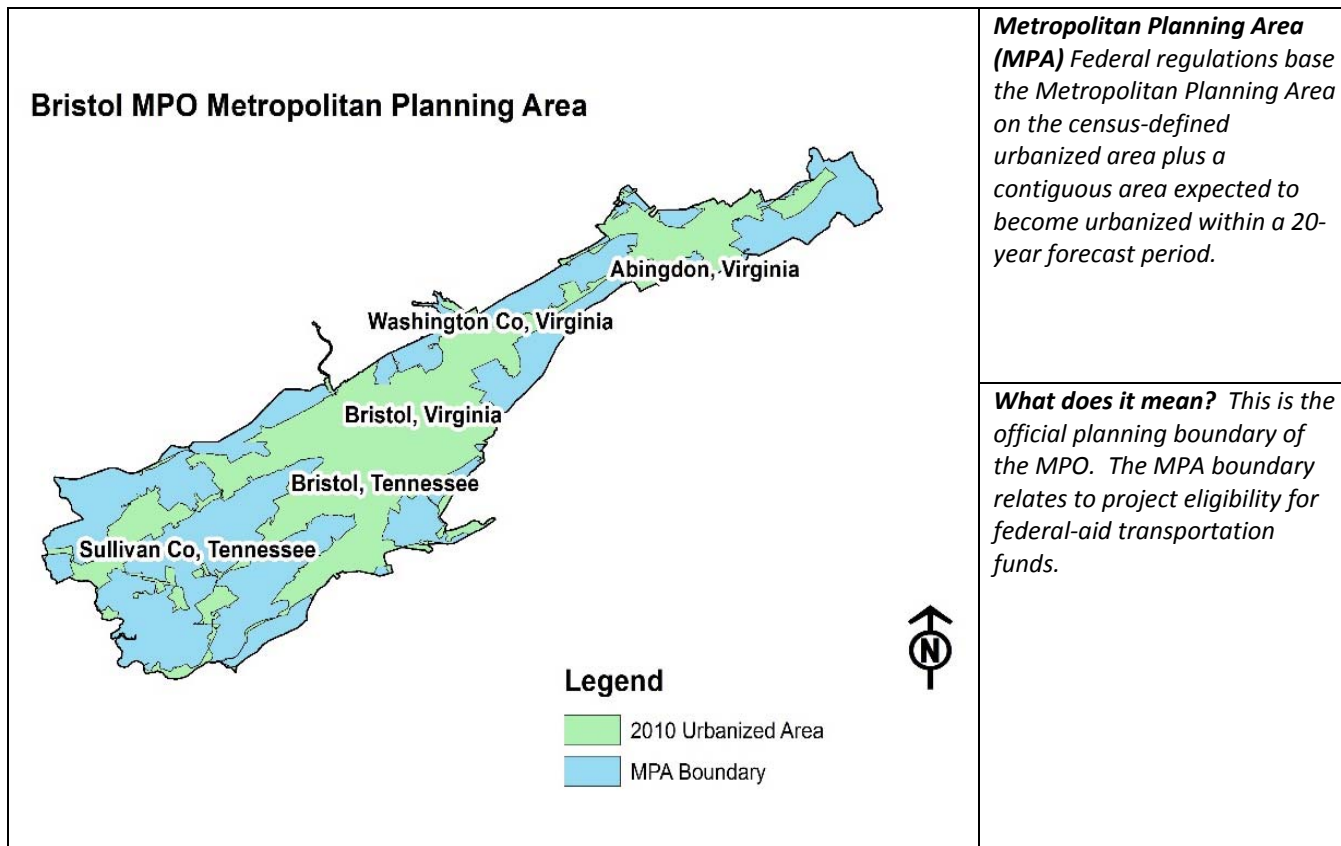 Bristol MPO Metropolitan Planning Area
Abingdon, Virginia
Washington Co, Virginia
Bristol, Virginia
Bristol, Tennessee
Sullivan Co, Tennessee
N
Legend
2010 Urbanized Area
MPA Boundary
Metropolitan Planning Area
(MPA) Federal regulations base
the Metropolitan Planning Area
on the census-defined
urbanized area plus a
contiguous area expected to
become urbanized within a 20-
year forecast period.
What does it mean? This is the
official planning boundary of
the MPO. The MPA boundary
relates to project eligibility for
federal-aid transportation
funds.